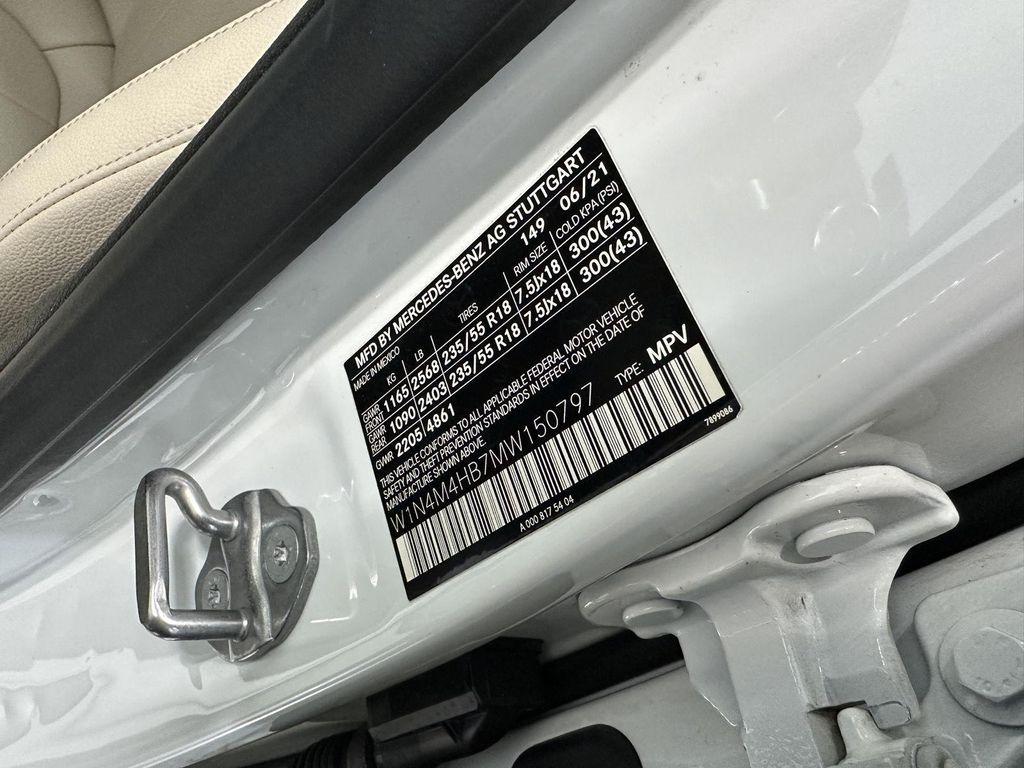 MFD BY MERCEDES-BENZ AG STUTTGART
MADE IN MEXICO 149 06/21
KG LB TIRES RIM SIZE COLD KPA(PSI)
GAWR FRONT 1165 2568 235/55 R18 7.5Jx18 300(43)
GAWR REAR 1090 2403 235/55 R18 7.5Jx18 300(43)
GVWR 2205 4861
THIS VEHICLE CONFORMS TO ALL APPLICABLE FEDERAL MOTOR VEHICLE
SAFETY AND THEFT PREVENTION STANDARDS IN EFFECT ON THE DATE OF
MANUFACTURE SHOWN ABOVE.
W1N4M4HB7MW150797 TYPE: MPV
A 000 817 54 04 7899086